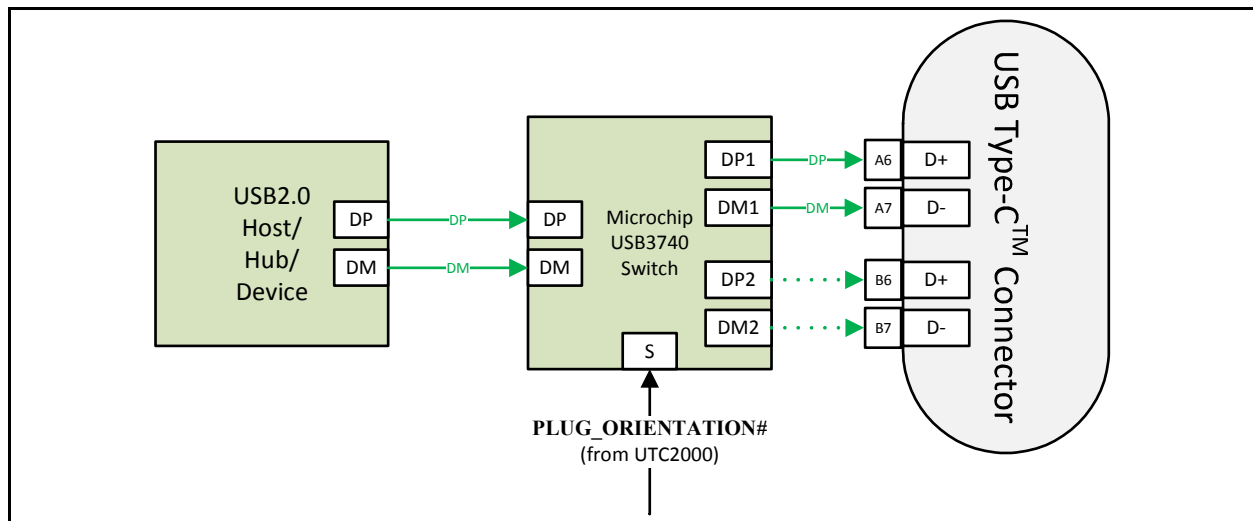 USB2.0
Host/
Hub/
Device
DP
DM
DP
DM
DP
DM
Microchip
USB3740
Switch
DP1
DM1
DP2
DM2
S
DP
DM
A6
A7
B6
B7
D+
D-
D+
D-
USB Type-C™ Connector
PLUG_ORIENTATION#
(from UTC2000)